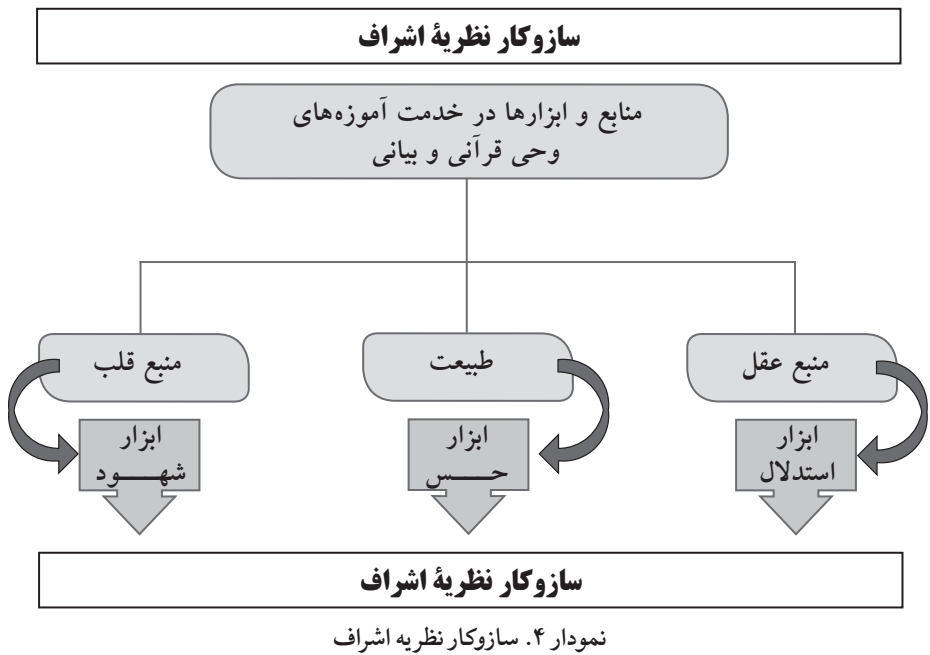 سازوکار نظریهٔ اشراف
منابع و ابزارها در خدمت آموزه‌های
وحی قرآنی و بیانی
منبع عقل
طبیعت
منبع قلب
ابزار
استدلال
ابزار
حـــس
ابزار
شهـــود
سازوکار نظریهٔ اشراف
نمودار ۴. سازوکار نظریه اشراف